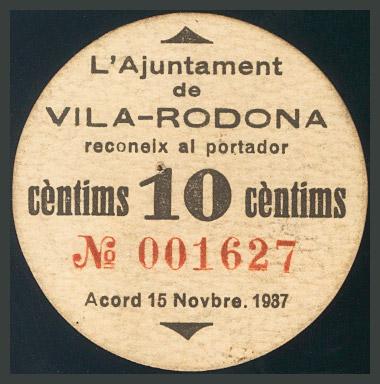 L'Ajuntament
de
VILA-RODONA
reconeix al portador
cèntims 10 cèntims
Nº 001627
Acord 15 Novbre. 1937